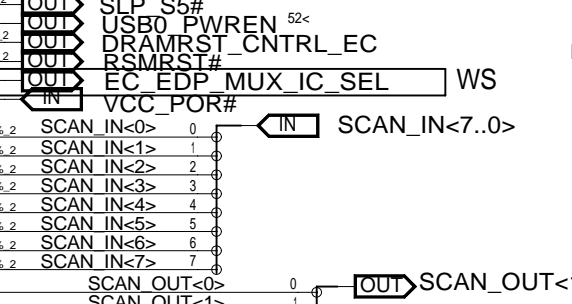 OUT SLP_S5#
OUT USB0_PWREN 52<
OUT DRAMRST_CNTRL_EC
OUT RSMRST#
OUT EC_EDP_MUX_IC_SEL WS
IN VCC_POR#
SCAN_IN<0> 0 IN SCAN_IN<7..0>
SCAN_IN<1> 1
SCAN_IN<2> 2
SCAN_IN<3> 3
SCAN_IN<4> 4
SCAN_IN<5> 5
SCAN_IN<6> 6
SCAN_IN<7> 7
SCAN_OUT<0> 0 OUT SCAN_OUT<
SCAN_OUT<1> 1